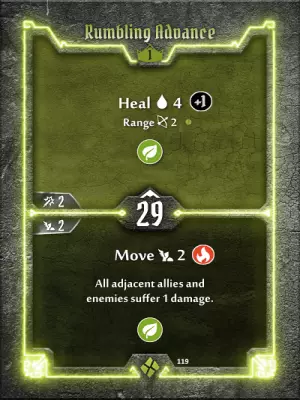 Rumbling Advance
1
Heal 4 +1
Range 2
2
29
2
Move 2
All adjacent allies and
enemies suffer 1 damage.
119